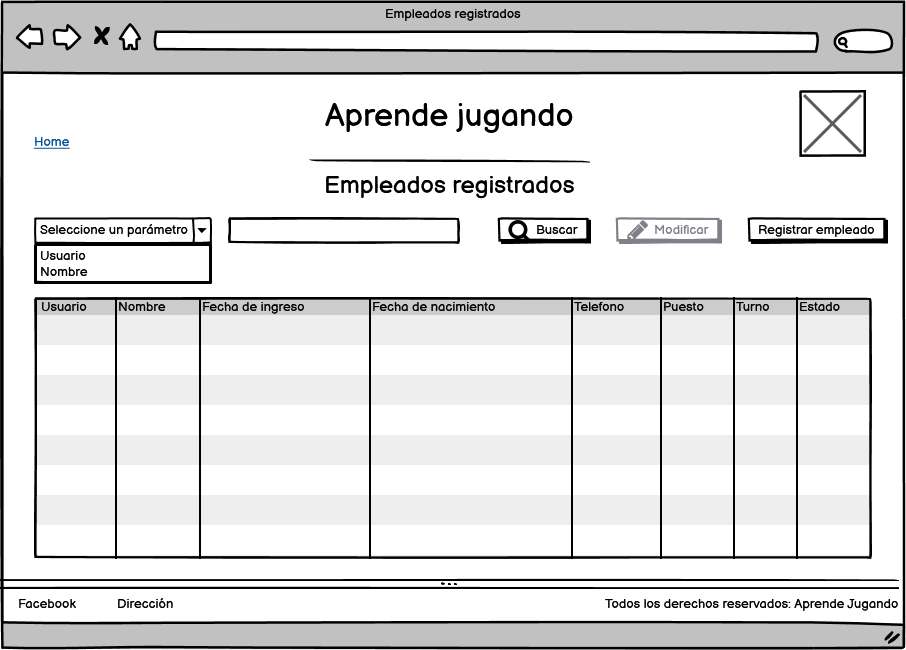 Empleados registrados
Aprende jugando
Home
Empleados registrados
Seleccione un parámetro
Buscar
Modificar
Registrar empleado
Usuario
Nombre
Usuario Nombre Fecha de ingreso Fecha de nacimiento Telefono Puesto Turno Estado
Facebook Dirección Todos los derechos reservados: Aprende Jugando